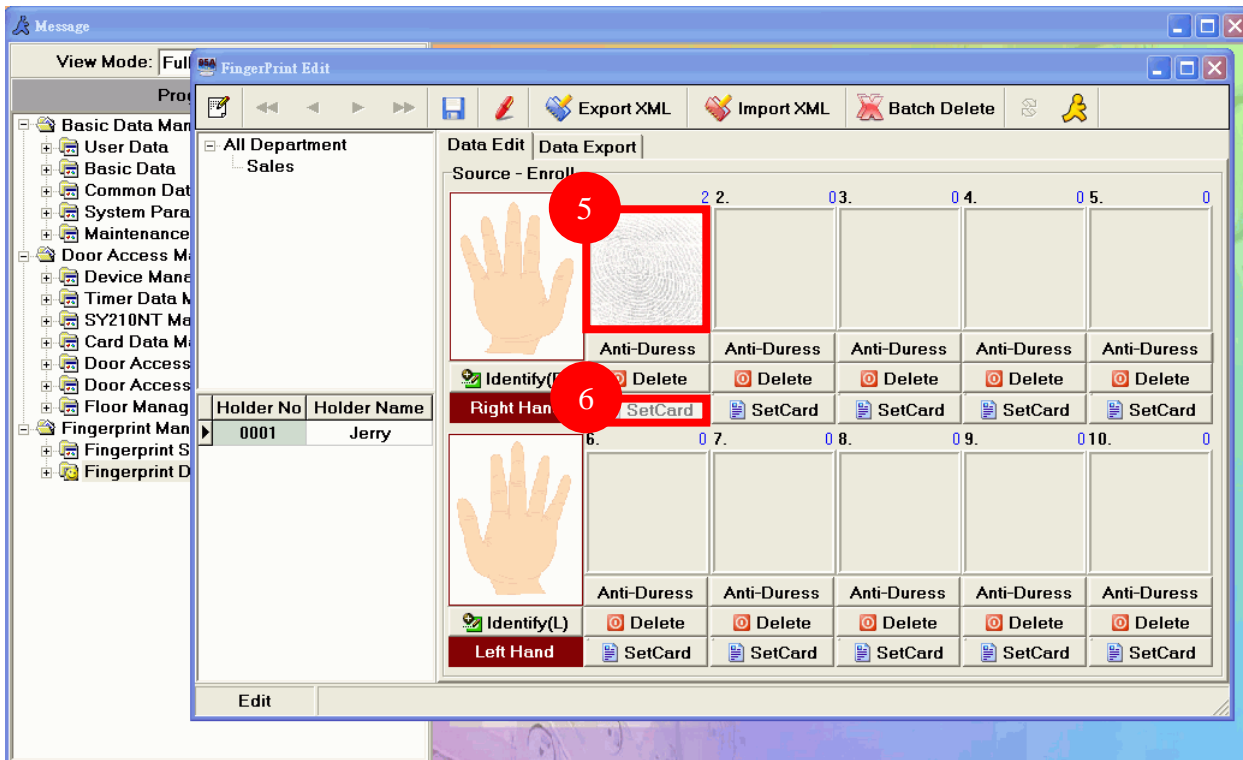 Message
View Mode: Full
FingerPrint Edit
Export XML Import XML Batch Delete
Basic Data Man
User Data
Basic Data
Common Dat
System Para
Maintenance
Door Access M
Device Mana
Timer Data M
SY210NT Ma
Card Data M
Door Access
Door Access
Floor Manag
Fingerprint Man
Fingerprint S
Fingerprint D
All Department
Sales
Holder No Holder Name
0001 Jerry
Data Edit Data Export
Source - Enroll
5
2 2. 0 3. 0 4. 0 5. 0
Anti-Duress Anti-Duress Anti-Duress Anti-Duress Anti-Duress
Identify(R Delete Delete Delete Delete Delete
Right Han 6 SetCard SetCard SetCard SetCard SetCard
6. 0 7. 0 8. 0 9. 0 10. 0
Anti-Duress Anti-Duress Anti-Duress Anti-Duress Anti-Duress
Identify(L) Delete Delete Delete Delete Delete
Left Hand SetCard SetCard SetCard SetCard SetCard
Edit